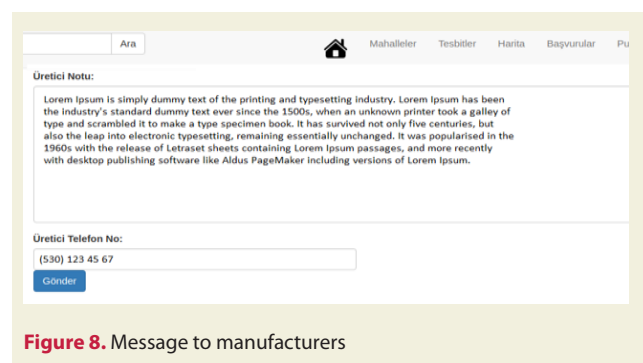 Ara
Mahalleler Tesbitler Harita Başvurular Pu
Üretici Notu:
Lorem Ipsum is simply dummy text of the printing and typesetting industry. Lorem Ipsum has been
the industry's standard dummy text ever since the 1500s, when an unknown printer took a galley of
type and scrambled it to make a type specimen book. It has survived not only five centuries, but
also the leap into electronic typesetting, remaining essentially unchanged. It was popularised in the
1960s with the release of Letraset sheets containing Lorem Ipsum passages, and more recently
with desktop publishing software like Aldus PageMaker including versions of Lorem Ipsum.
Üretici Telefon No:
(530) 123 45 67
Gönder
Figure 8. Message to manufacturers